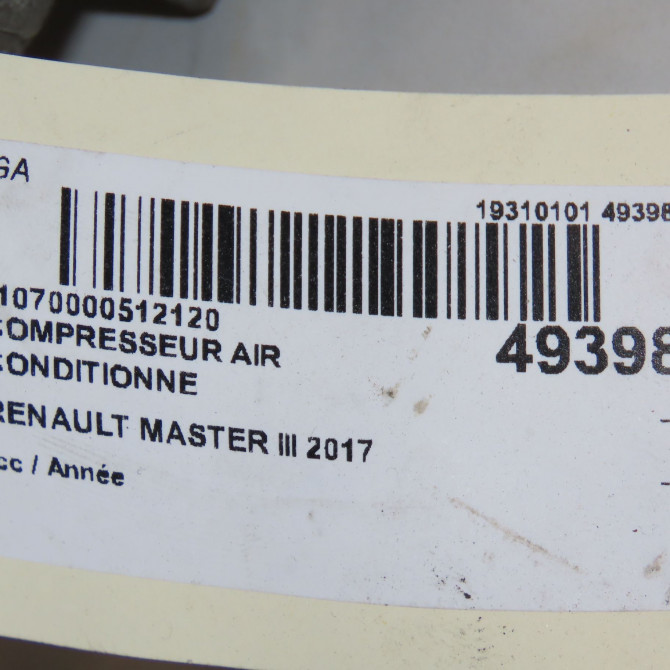 GA
19310101 49398
1070000512120
COMPRESSEUR AIR
CONDITIONNE
49398
RENAULT MASTER III 2017
cc / Année